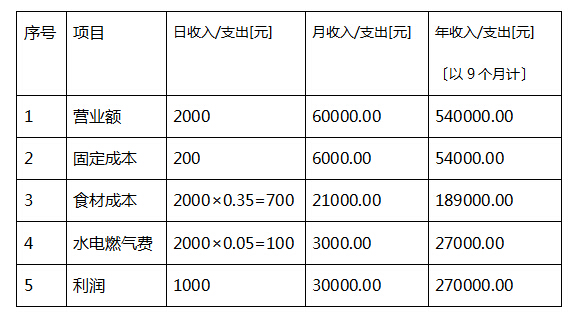 序号 项目 日收入/支出[元] 月收入/支出[元] 年收入/支出[元]
〔以9个月计〕
1 营业额 2000 60000.00 540000.00
2 固定成本 200 6000.00 54000.00
3 食材成本 2000×0.35=700 21000.00 189000.00
4 水电燃气费 2000×0.05=100 3000.00 27000.00
5 利润 1000 30000.00 270000.00